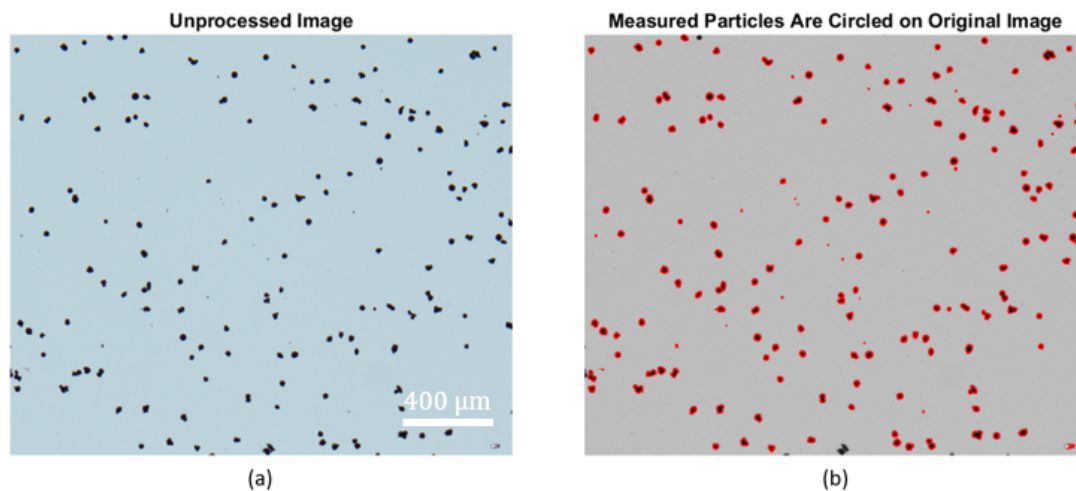 Unprocessed Image
Measured Particles Are Circled on Original Image
400 μm
(a)
(b)